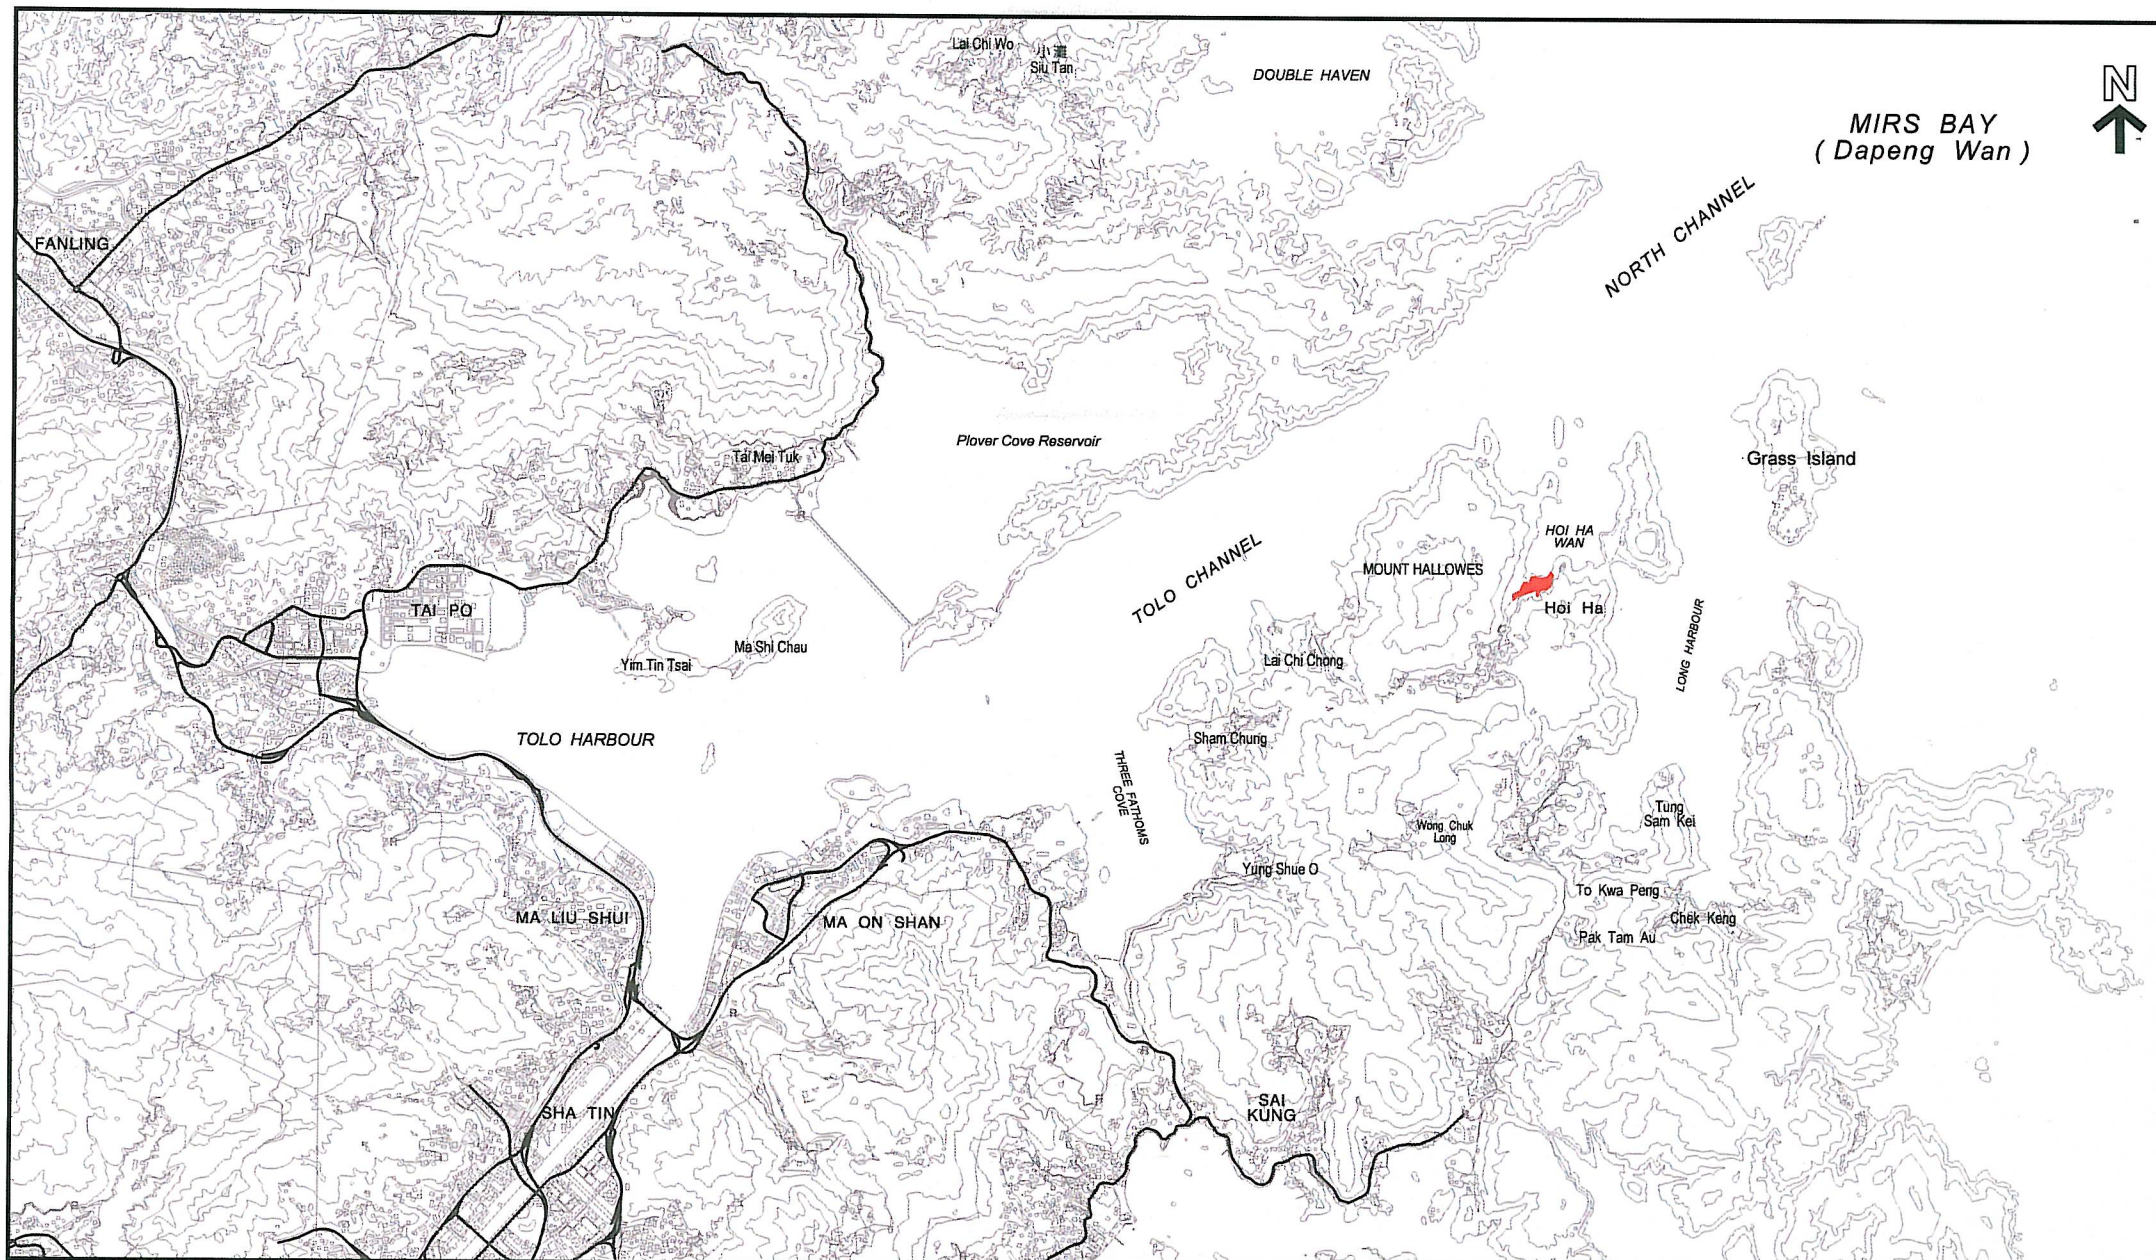 Lai Chi Wo
小灘
Siu Tan
DOUBLE HAVEN
N
MIRS BAY
( Dapeng Wan )
NORTH CHANNEL
FANLING
Plover Cove Reservoir
Tai Mei Tuk
Grass Island
HOI HA
WAN
TOLO CHANNEL
MOUNT HALLOWES
Hoi Ha
TAI PO
LONG HARBOUR
Ma Shi Chau
Yim Tin Tsai
Lai Chi Chong
TOLO HARBOUR
Sham Chung
THREE FATHOMS
COVE
Tung
Sam Kei
Wong Chuk
Long
Yung Shue O
To Kwa Peng
MA LIU SHUI
MA ON SHAN
Chek Keng
Pak Tam Au
SAI
KUNG
SHA TIN